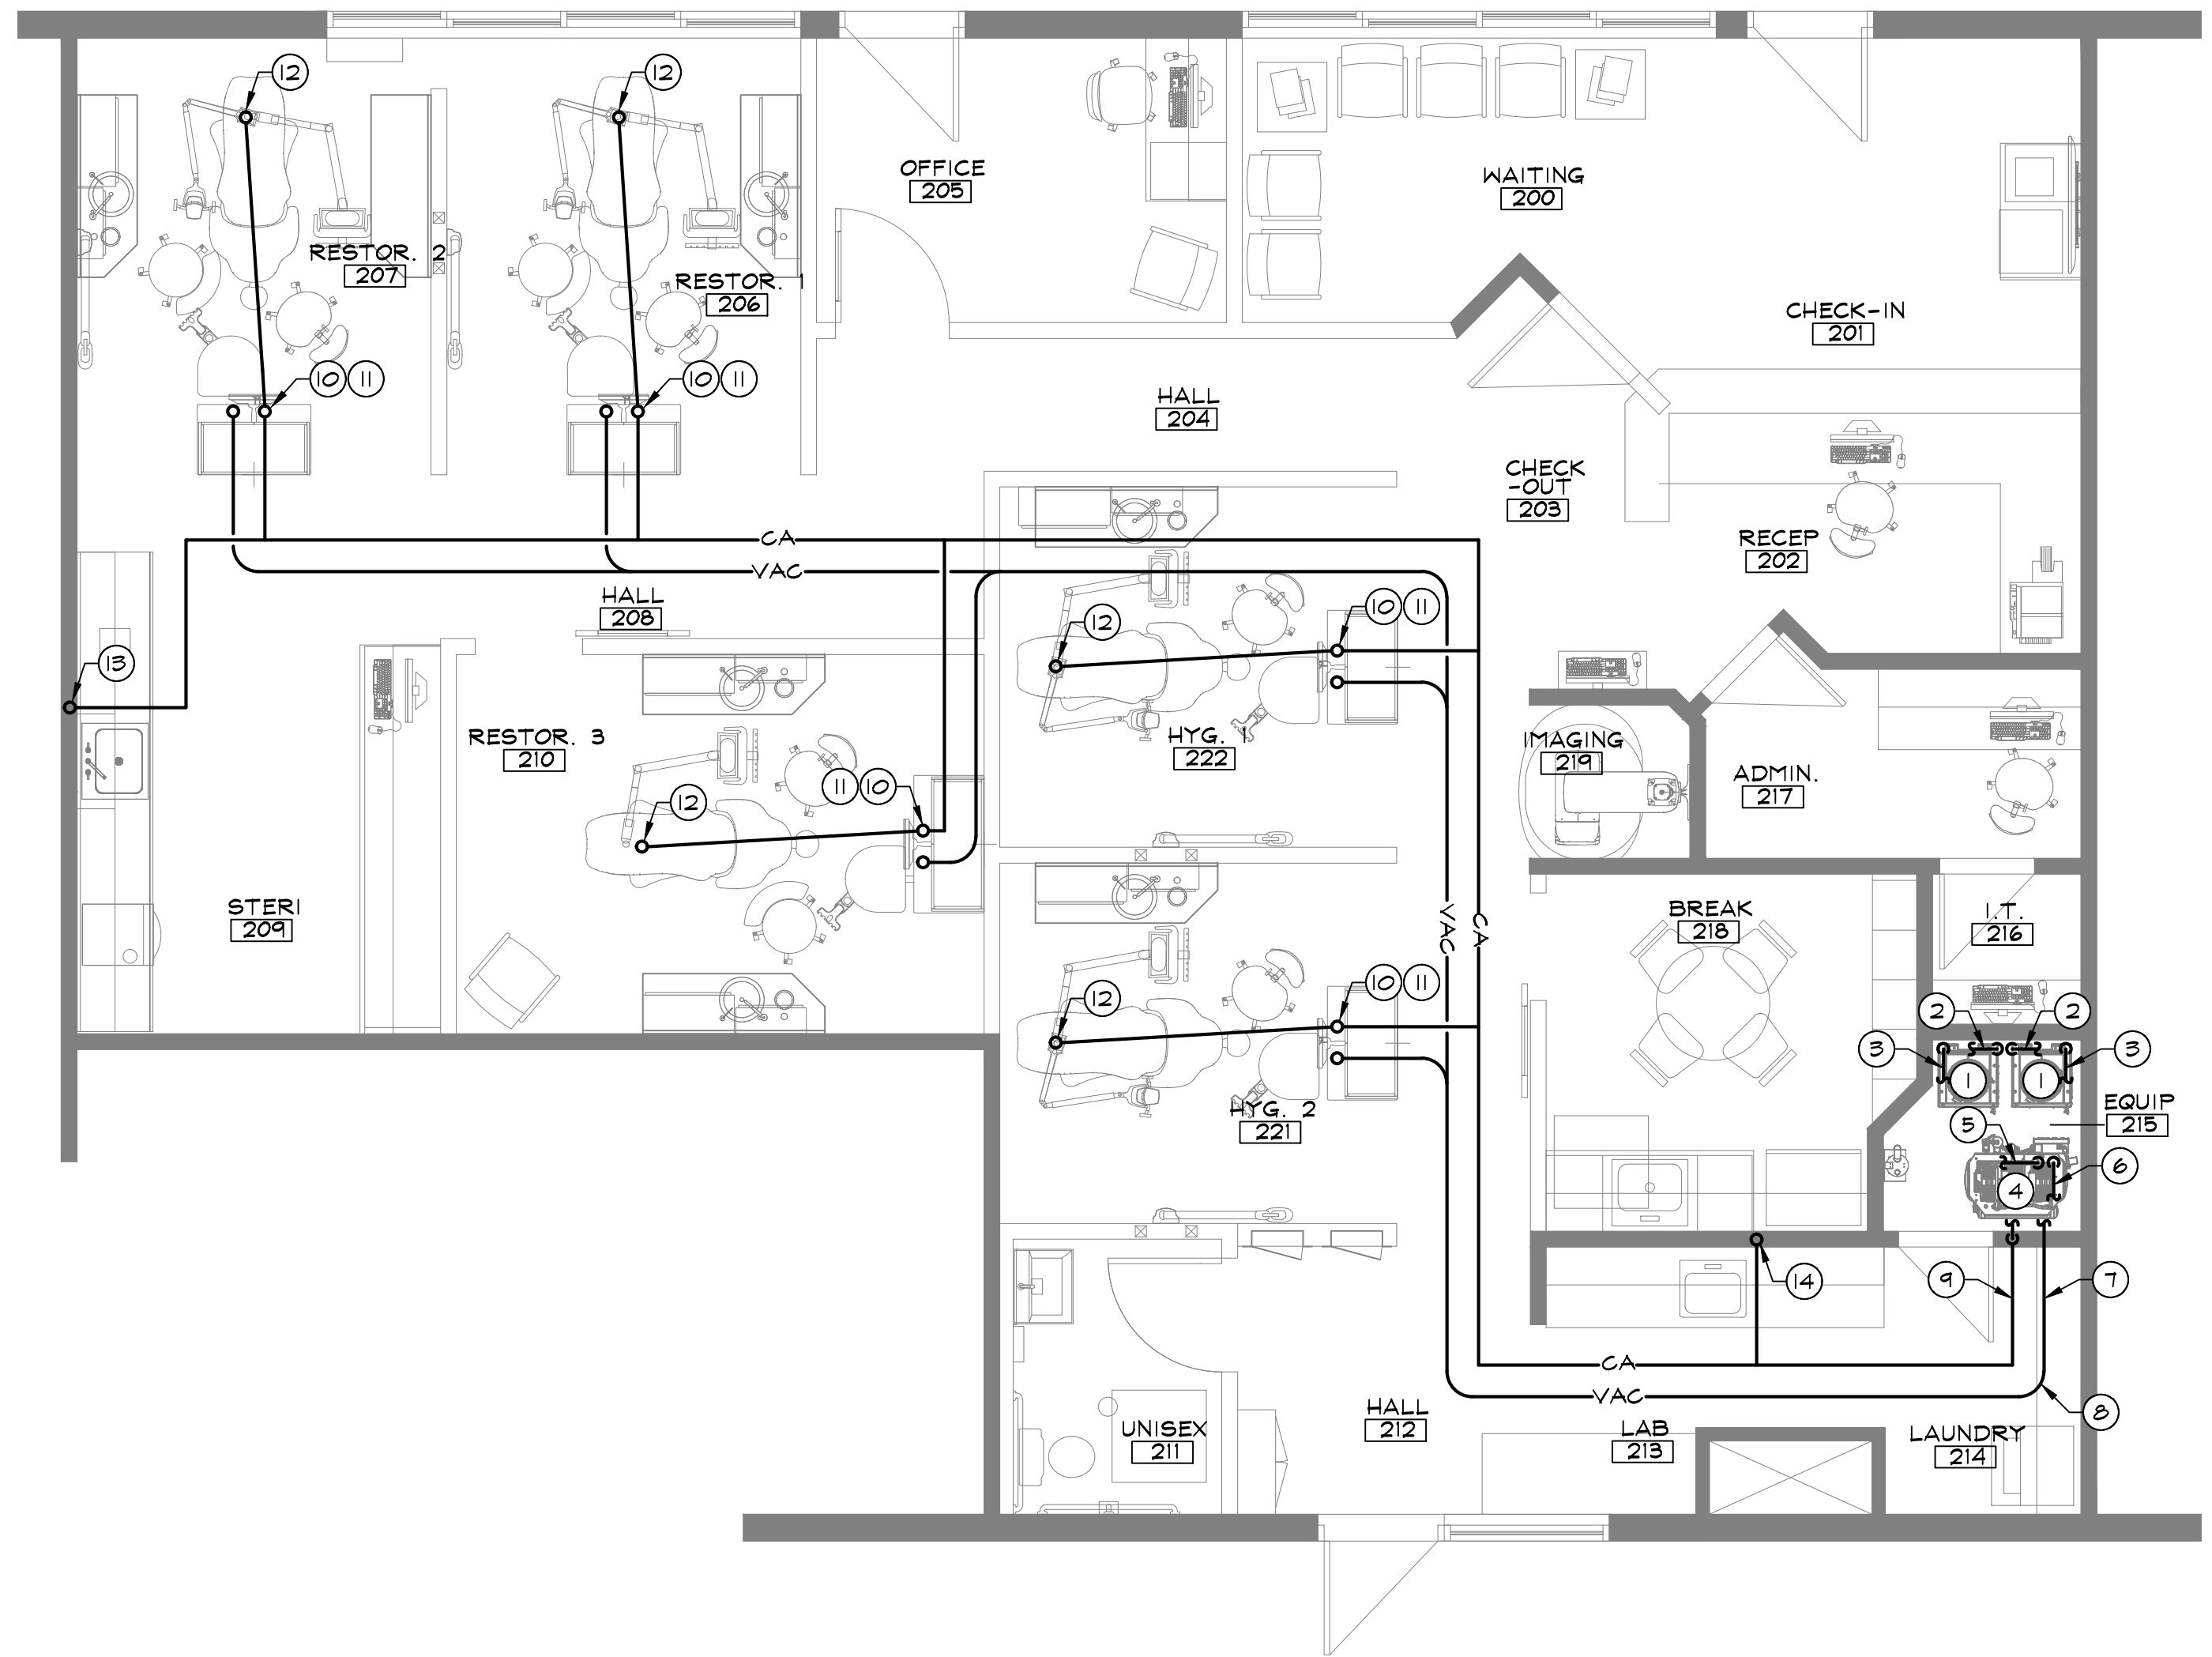 12
12
OFFICE
205
WAITING
200
RESTOR. 2
207
RESTOR. 1
206
CHECK-IN
201
10 11
10 11
HALL
204
CHECK
-OUT
203
CA
RECEP
202
VAC
HALL
208
10 11
12
13
RESTOR. 3
210
HYG. 1
222
IMAGING
219
ADMIN.
217
11 10
12
STERI
209
VAC
CA
BREAK
218
I.T.
216
10 11
12
2
2
3
3
1
1
HYG. 2
221
EQUIP
215
5
6
4
14
9
7
CA
VAC
8
HALL
212
UNISEX
211
LAB
213
LAUNDRY
214